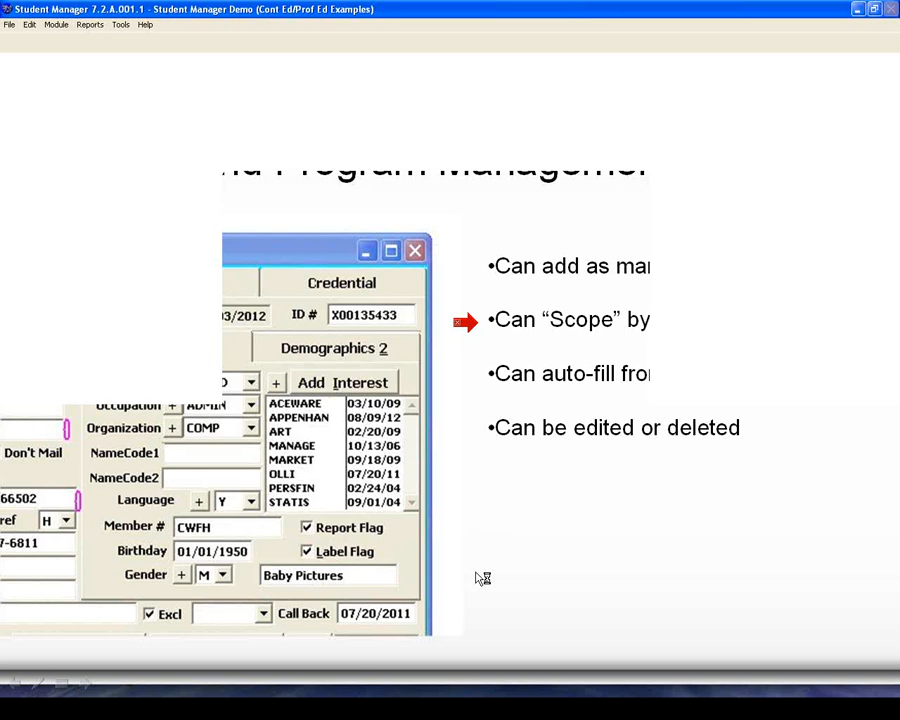 Student Manager 7.2.A.001.1 - Student Manager Demo (Cont Ed/Prof Ed Examples)
File Edit Module Reports Tools Help
Program Management
•Can add as
•Can “Scope” by
•Can auto-fill
•Can be edited or deleted
Credential
3/2012 ID # X00135433
Demographics 2
+ Add Interest
Occupation + ADMIN
Organization + COMP
NameCode1
NameCode2
Language + Y
Member # CWFH
Birthday 01/01/1950
Gender + M
ACEWARE 03/10/09
APPENHAN 08/09/12
ART 02/20/09
MANAGE 10/13/06
MARKET 09/18/09
OLLI 07/20/11
PERSFIN 02/24/04
STATIS 09/01/04
Report Flag
Label Flag
Baby Pictures
Don't Mail
66502
ref H
7-6811
Excl Call Back 07/20/2011